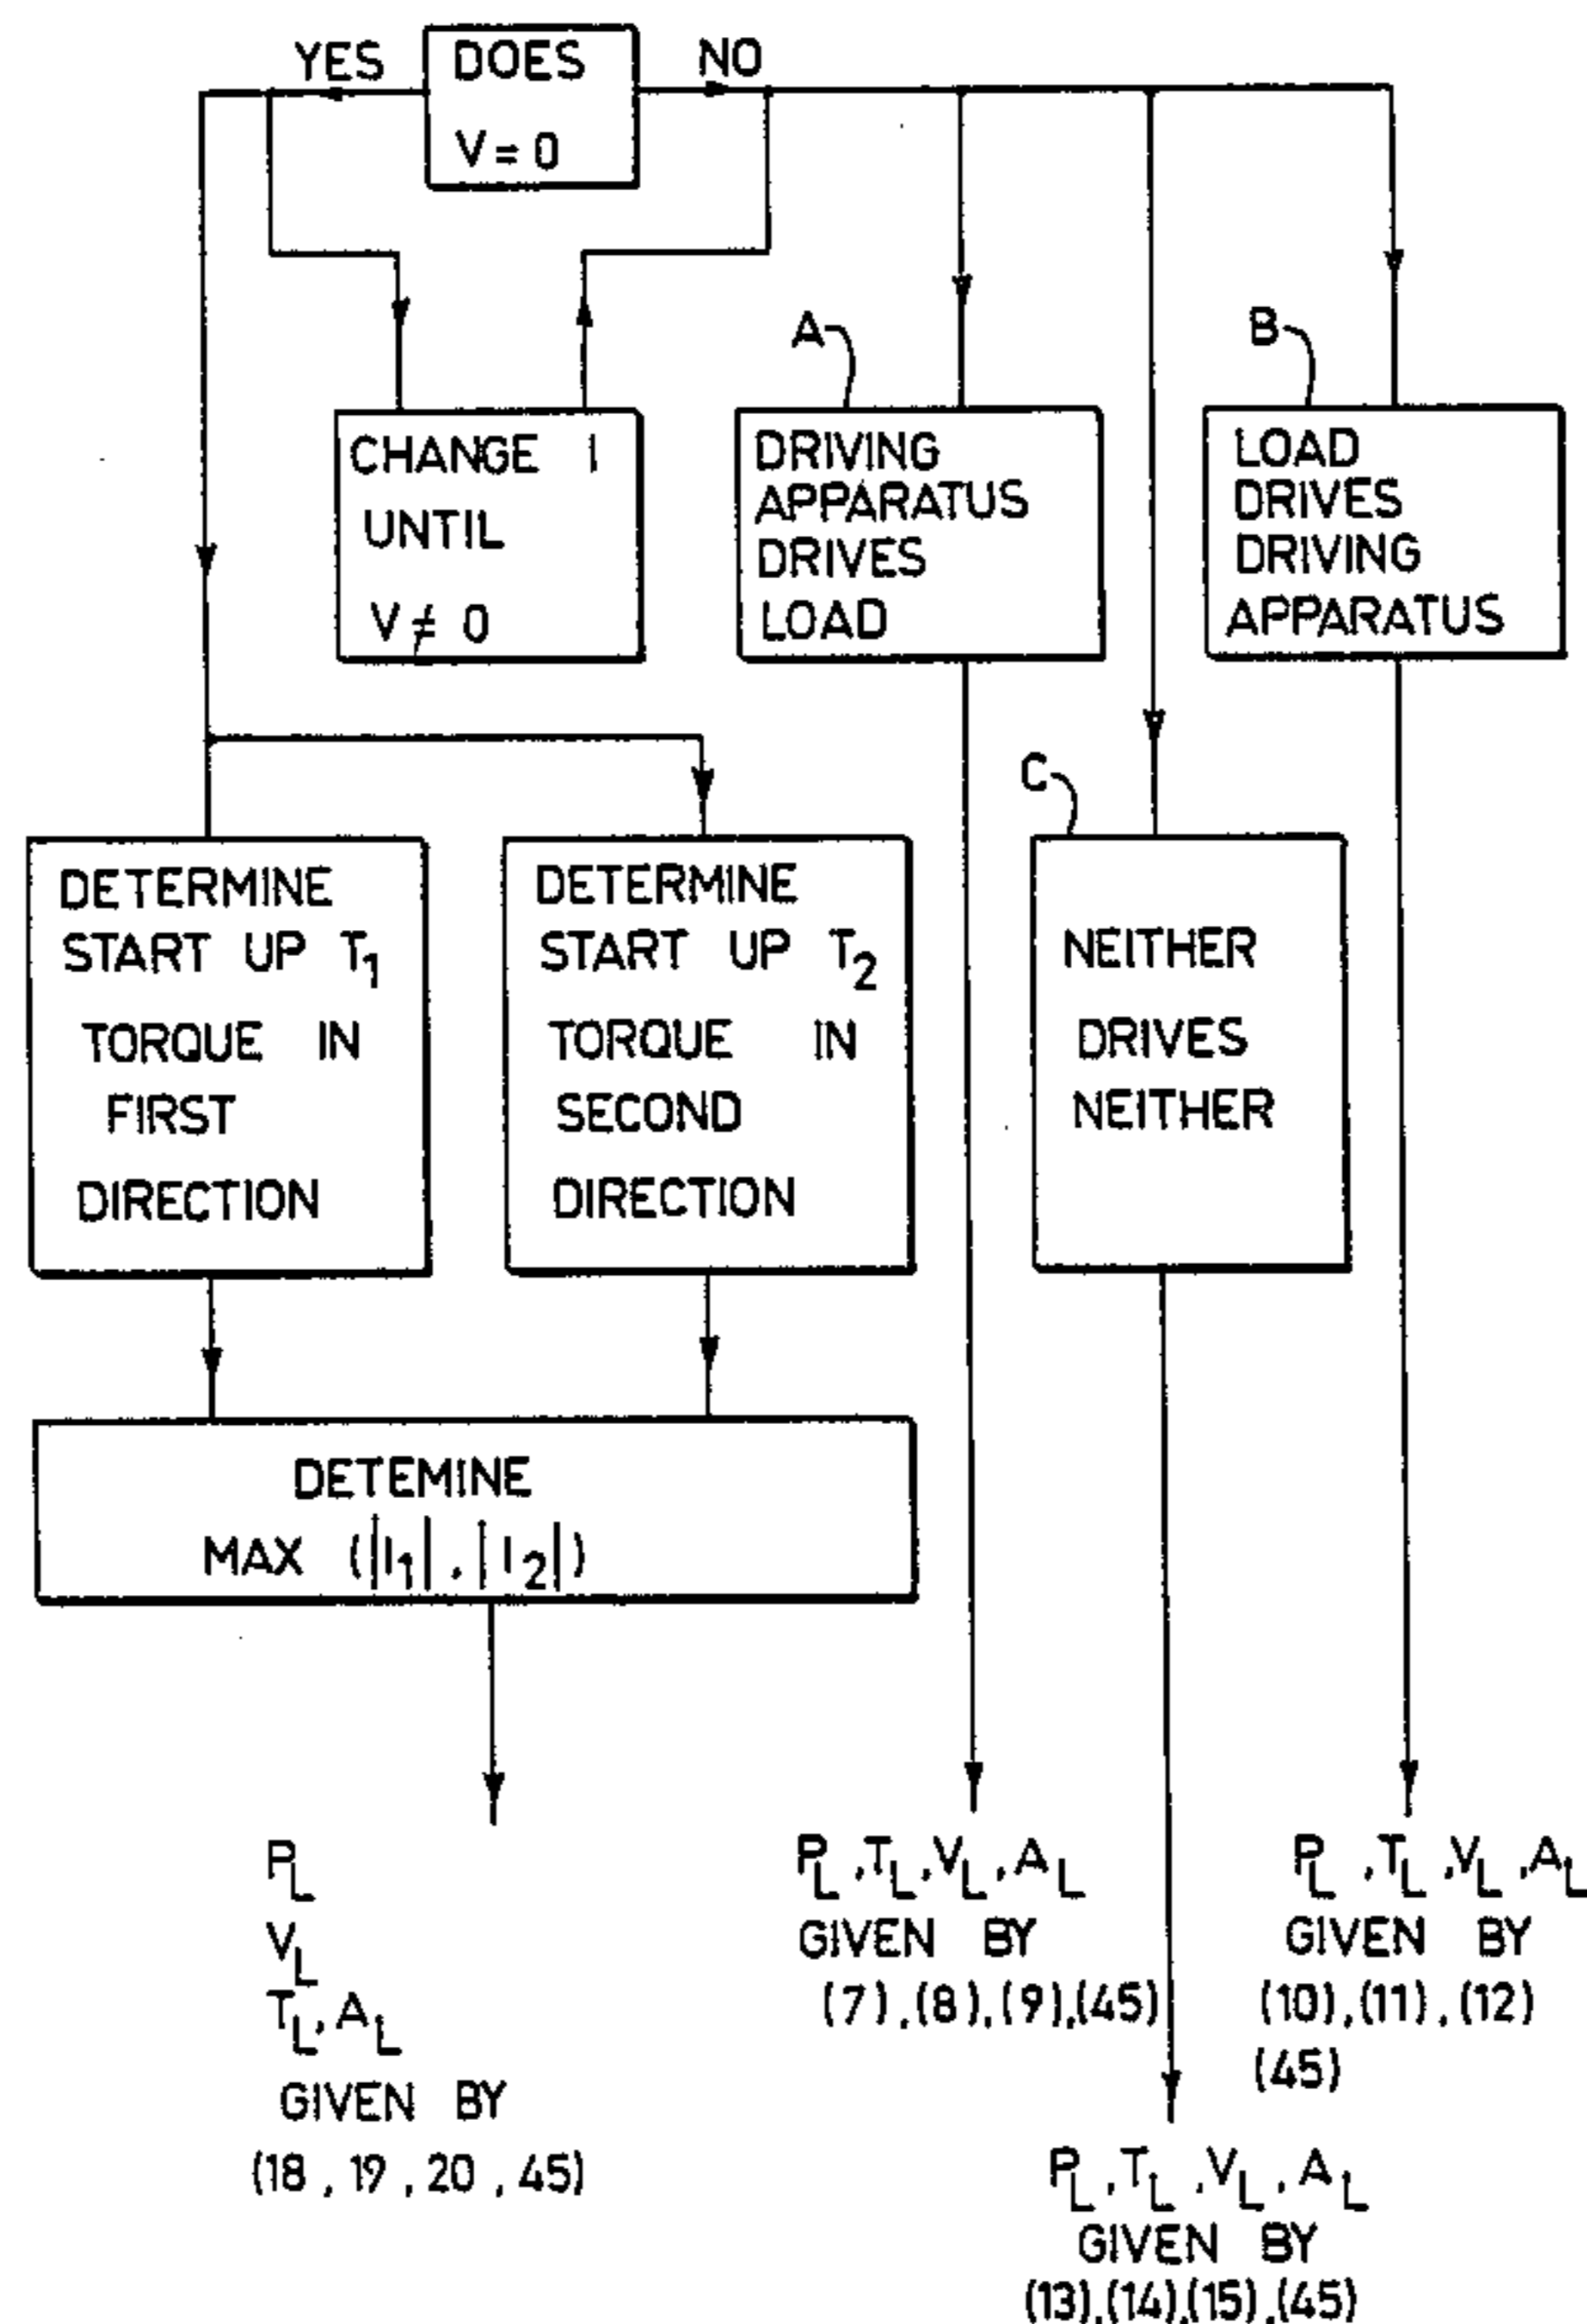 YES
DOES
V = 0
NO
A
B
CHANGE I
UNTIL
V ≠ 0
DRIVING
APPARATUS
DRIVES
LOAD
LOAD
DRIVES
DRIVING
APPARATUS
C
DETERMINE
START UP T1
TORQUE IN
FIRST
DIRECTION
DETERMINE
START UP T2
TORQUE IN
SECOND
DIRECTION
NEITHER
DRIVES
NEITHER
DETEMINE
MAX (|I1|, |I2|)
PL
VL
TL, AL
GIVEN BY
(18, 19, 20, 45)
PL, TL, VL, AL
GIVEN BY
(7), (8), (9), (45)
PL, TL, VL, AL
GIVEN BY
(10), (11), (12)
(45)
PL, TL, VL, AL
GIVEN BY
(13), (14), (15), (45)